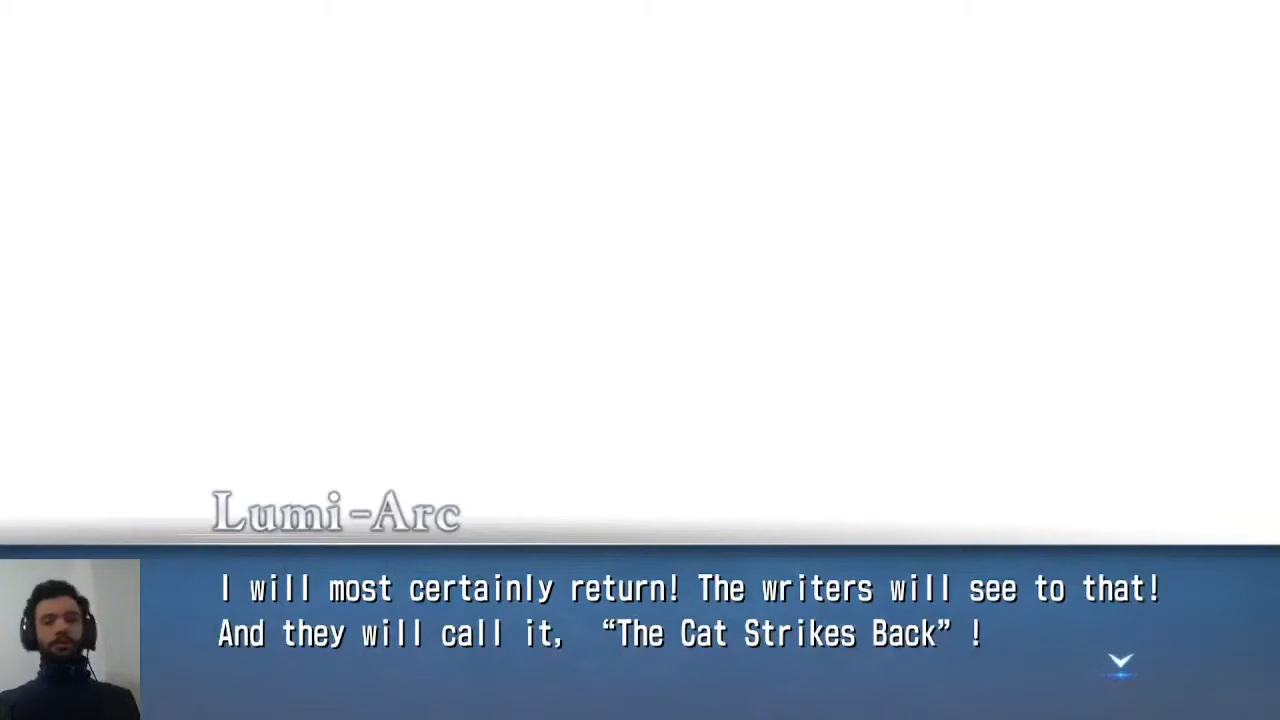 Lumi-Arc
I will most certainly return! The writers will see to that!
And they will call it, “The Cat Strikes Back” !